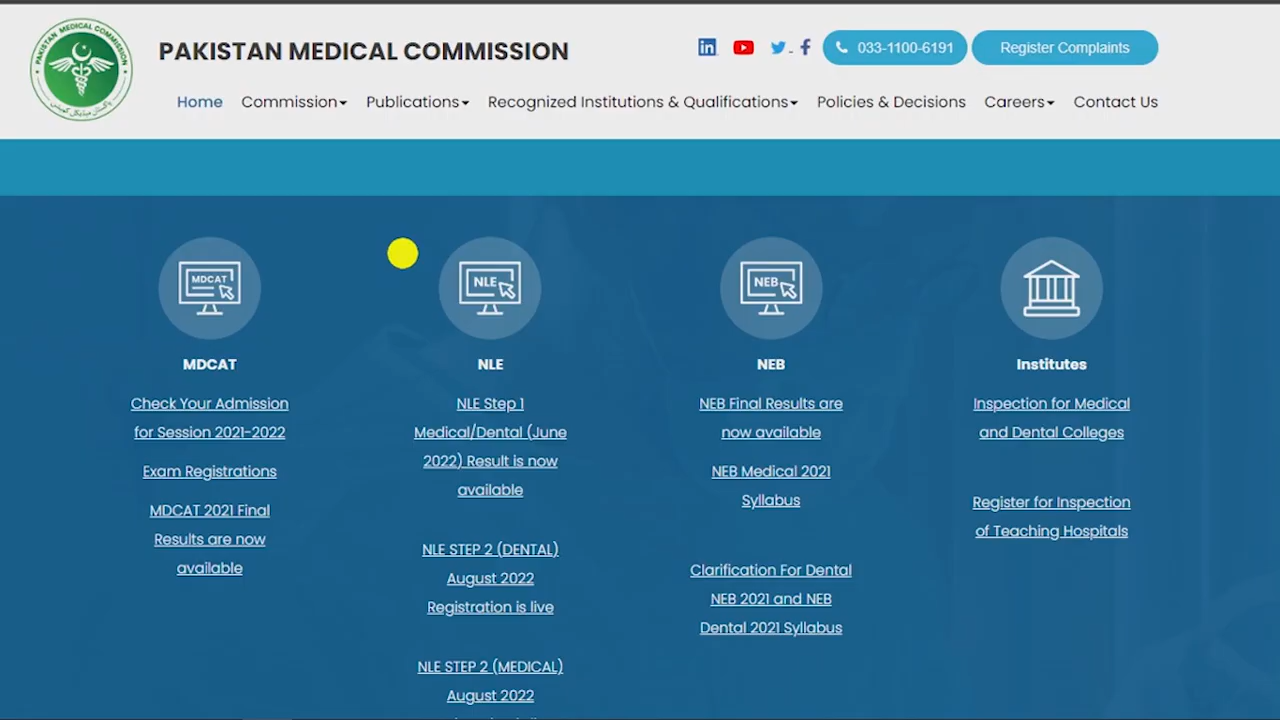 PAKISTAN MEDICAL COMMISSION
PAKISTAN MEDICAL COMMISSION
033-1100-6191
Register Complaints
Home Commission Publications Recognized Institutions & Qualifications Policies & Decisions Careers Contact Us
MDCAT
MDCAT
Check Your Admission
for Session 2021-2022
Exam Registrations
MDCAT 2021 Final
Results are now
available
NLE
NLE
NLE Step 1
Medical/Dental (June
2022) Result is now
available
NLE STEP 2 (DENTAL)
August 2022
Registration is live
NLE STEP 2 (MEDICAL)
August 2022
NEB
NEB
NEB Final Results are
now available
NEB Medical 2021
Syllabus
Clarification For Dental
NEB 2021 and NEB
Dental 2021 Syllabus
Institutes
Inspection for Medical
and Dental Colleges
Register for Inspection
of Teaching Hospitals